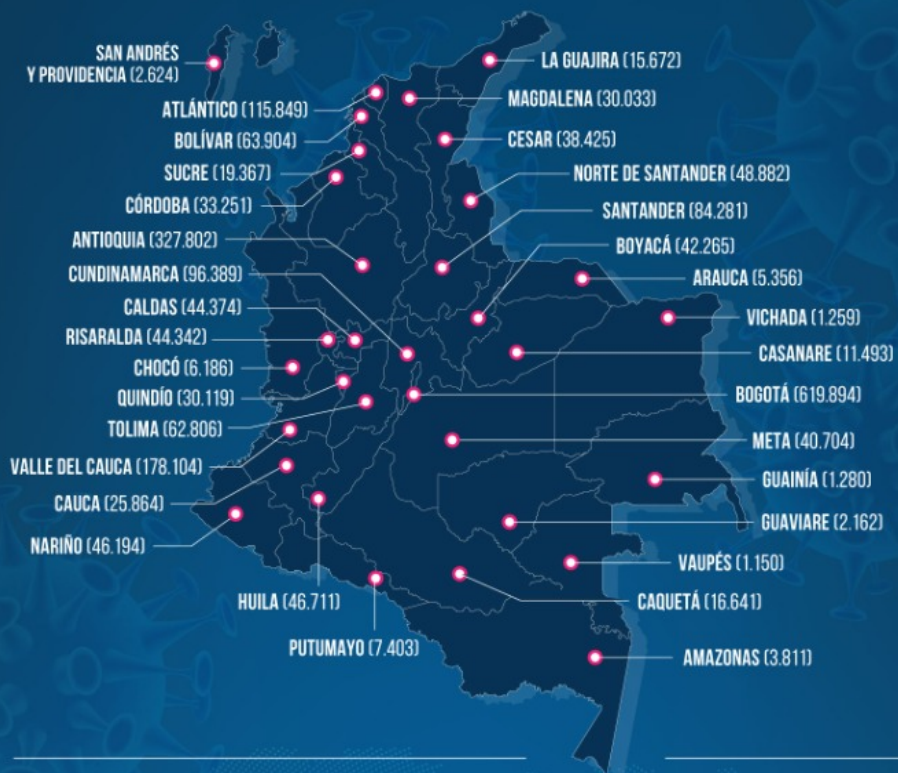 SAN ANDRÉS
Y PROVIDENCIA (2.624)
ATLÁNTICO (115.849)
BOLÍVAR (63.904)
SUCRE (19.367)
CÓRDOBA (33.251)
ANTIOQUIA (327.802)
CUNDINAMARCA (96.389)
CALDAS (44.374)
RISARALDA (44.342)
CHOCÓ (6.186)
QUINDÍO (30.119)
TOLIMA (62.806)
VALLE DEL CAUCA (178.104)
CAUCA (25.864)
NARIÑO (46.194)
HUILA (46.711)
PUTUMAYO (7.403)
LA GUAJIRA (15.672)
MAGDALENA (30.033)
CESAR (38.425)
NORTE DE SANTANDER (48.882)
SANTANDER (84.281)
BOYACÁ (42.265)
ARAUCA (5.356)
VICHADA (1.259)
CASANARE (11.493)
BOGOTÁ (619.894)
META (40.704)
GUAINÍA (1.280)
GUAVIARE (2.162)
VAUPÉS (1.150)
CAQUETÁ (16.641)
AMAZONAS (3.811)